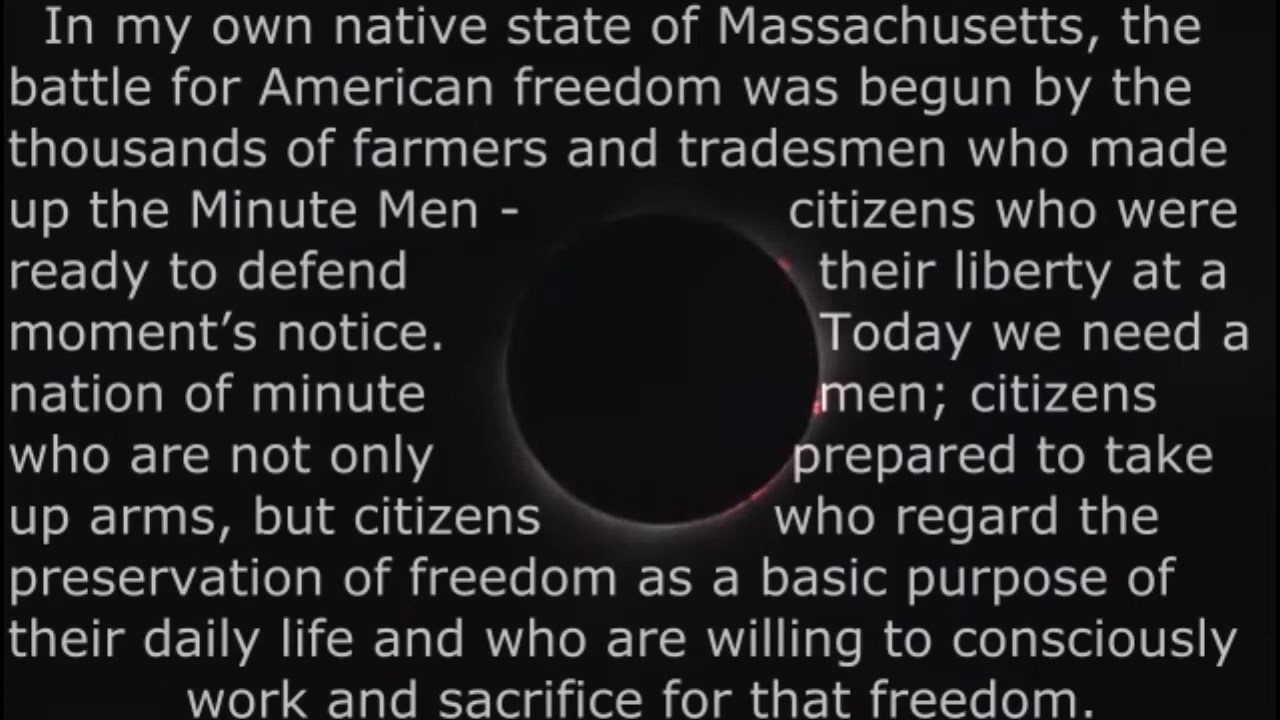 In my own native state of Massachusetts, the
battle for American freedom was begun by the
thousands of farmers and tradesmen who made
up the Minute Men - citizens who were
ready to defend their liberty at a
moment’s notice. Today we need a
nation of minute men; citizens
who are not only prepared to take
up arms, but citizens who regard the
preservation of freedom as a basic purpose of
their daily life and who are willing to consciously
work and sacrifice for that freedom.